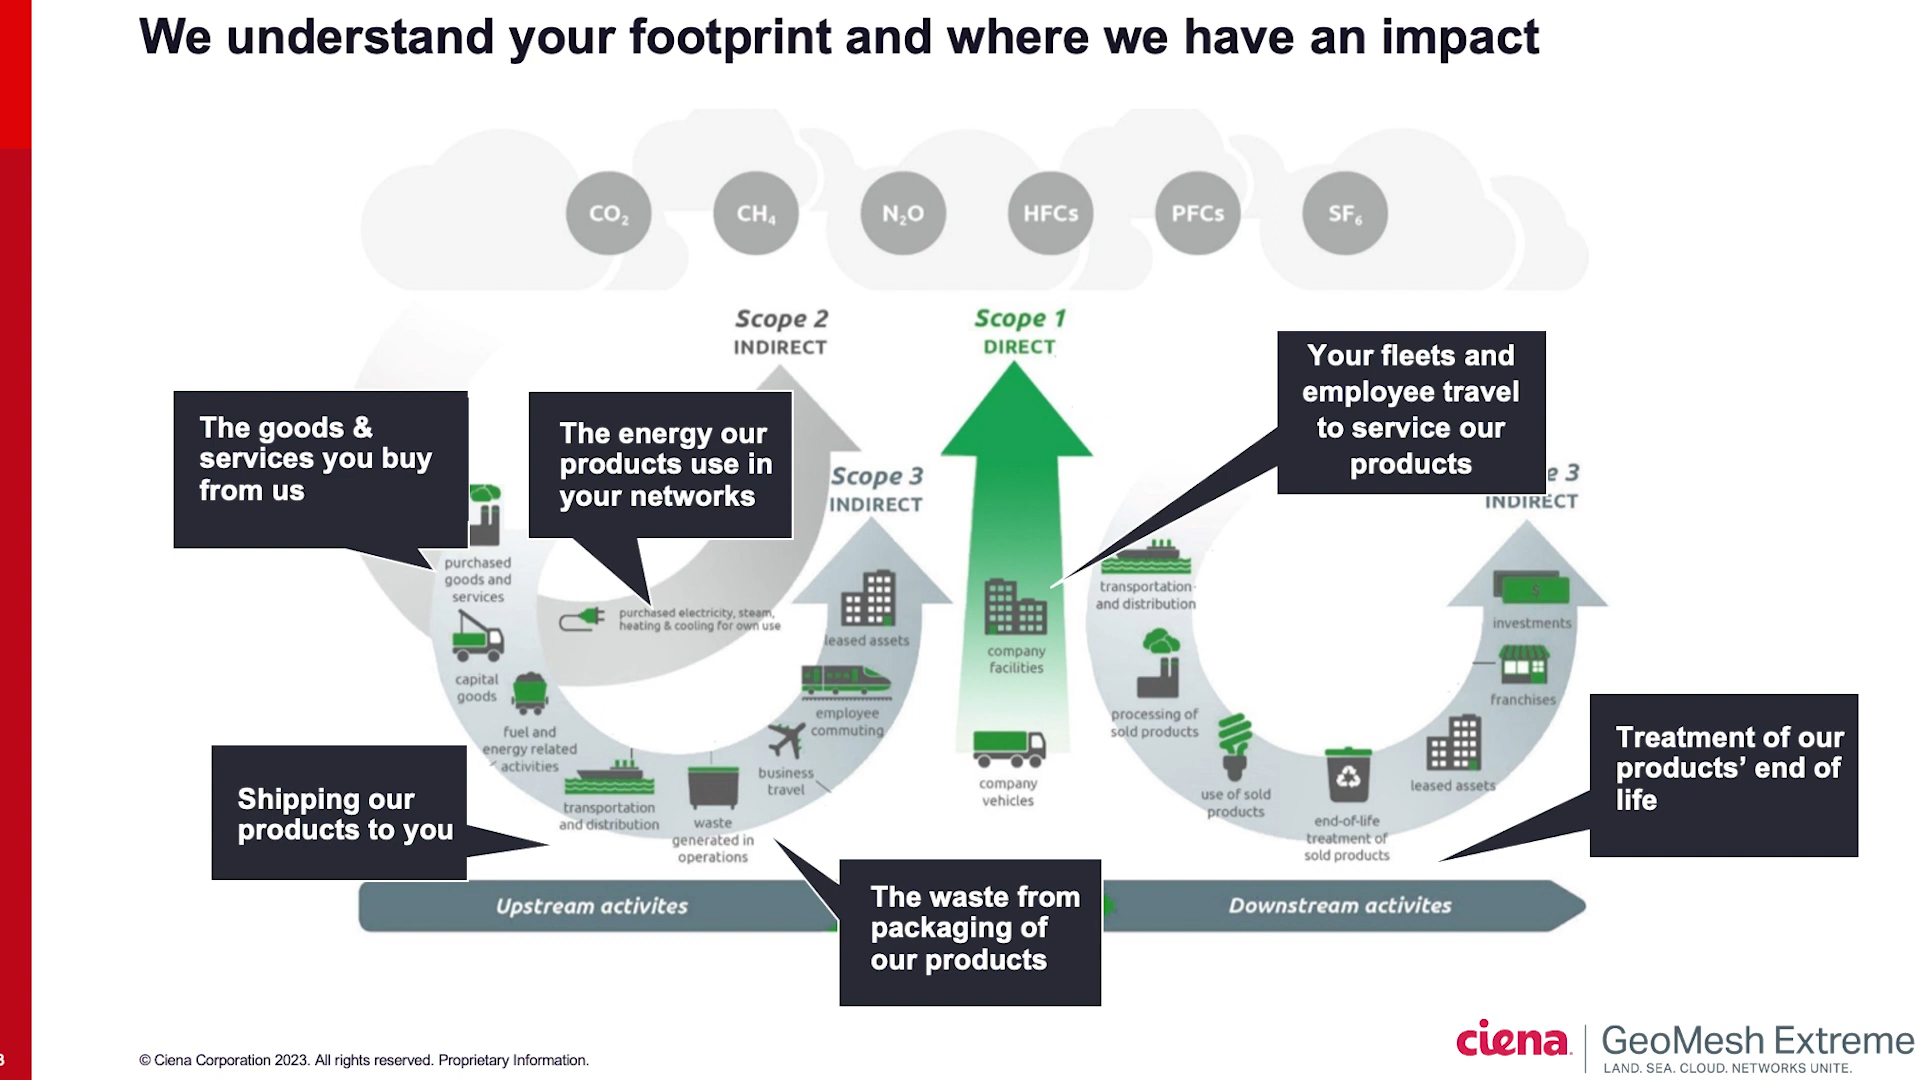 We understand your footprint and where we have an impact
CO₂
CH₄
N₂O
HFCs
PFCs
SF₆
Scope 2
INDIRECT
Scope 1
DIRECT
Your fleets and
employee travel
to service our
products
The goods &
services you buy
from us
The energy our
products use in
your networks
Scope 3
INDIRECT
e 3
INDIRECT
purchased
goods and
services
purchased electricity, steam,
heating & cooling for own use
leased assets
company
facilities
transportation
and distribution
investments
capital
goods
employee
commuting
processing of
sold products
franchises
fuel and
energy related
activities
business
travel
company
vehicles
use of sold
products
leased assets
Treatment of our
products’ end of
life
Shipping our
products to you
transportation
and distribution
waste
generated in
operations
end-of-life
treatment of
sold products
The waste from
packaging of
our products
Upstream activites
Downstream activites
© Ciena Corporation 2023. All rights reserved. Proprietary Information.
ciena
GeoMesh Extreme
LAND. SEA. CLOUD. NETWORKS UNITE.